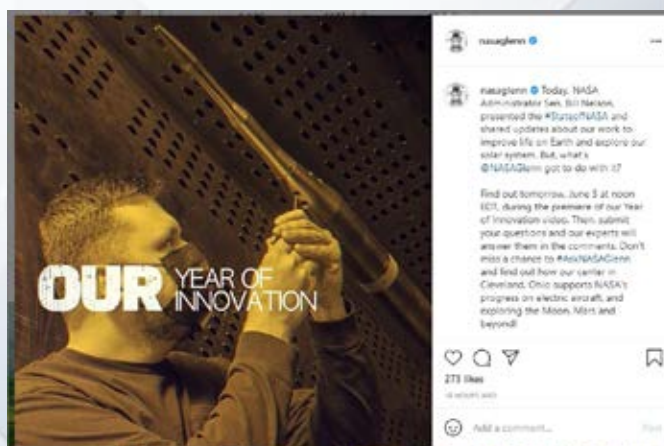 nasaglenn
nasaglenn Today, NASA
Administrator Sen. Bill Nelson,
presented the #StateofNASA and
shared updates about our work to
improve life on Earth and explore our
solar system. But, what's
@NASAGlenn got to do with it?
Find out tomorrow, June 3 at noon
EDT, during the premiere of our Year
of Innovation video. Then, submit
your questions and our experts will
answer them in the comments. Don't
miss a chance to #AskNASAGlenn
and find out how our center in
Cleveland, Ohio supports NASA's
progress on electric aircraft, and
exploring the Moon, Mars and
beyond!
OUR YEAR OF
INNOVATION
273 likes
HOURS AGO
Add a comment...
Post